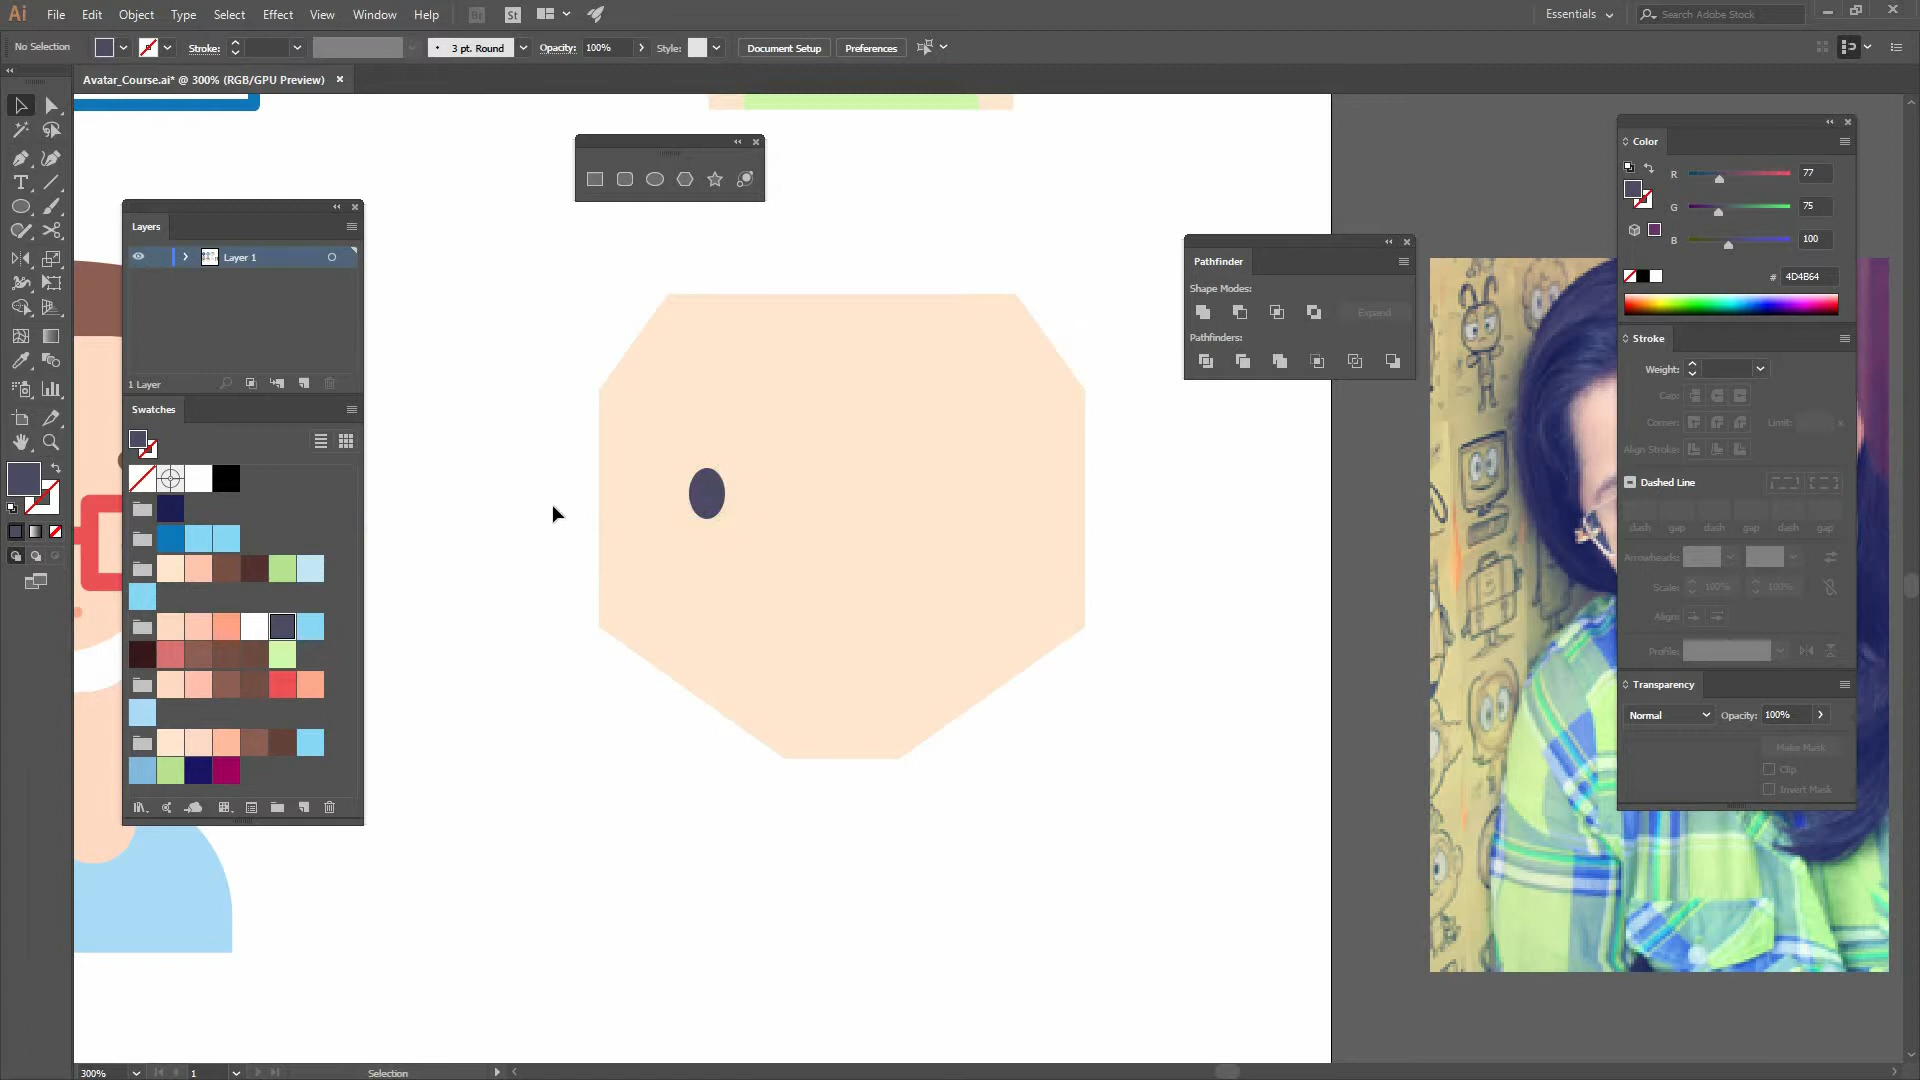 Ai File Edit Object Type Select Effect View Window Help Br St Essentials Search Adobe Stock
No Selection Stroke: 3 pt. Round Opacity: 100% Style: Document Setup Preferences
Avatar_Course.ai* @ 300% (RGB/GPU Preview)
Layers
Layer 1
1 Layer
Swatches
Pathfinder
Shape Modes:
Expand
Pathfinders:
Color
R 77
G 75
B 100
# 4D4B64
Stroke
Weight:
Cap:
Corner: Limit: x
Align Stroke:
Dashed Line
dash gap dash gap dash gap
Arrowheads:
Scale: 100% 100%
Align:
Profile:
Transparency
Normal Opacity: 100%
Make Mask
Clip
Invert Mask
300% 1 Selection